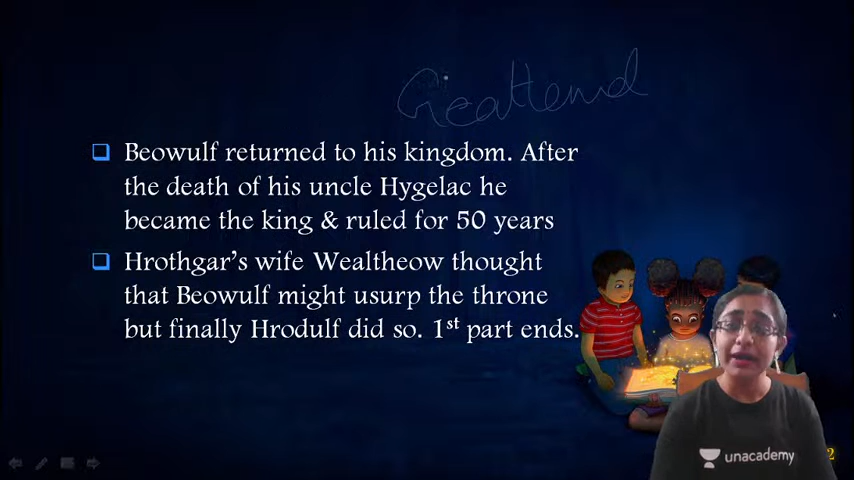 Geattend
Beowulf returned to his kingdom. After
the death of his uncle Hygelac he
became the king & ruled for 50 years
Hrothgar's wife Wealtheow thought
that Beowulf might usurp the throne
but finally Hrodulf did so. 1st part ends.
unacademy
2